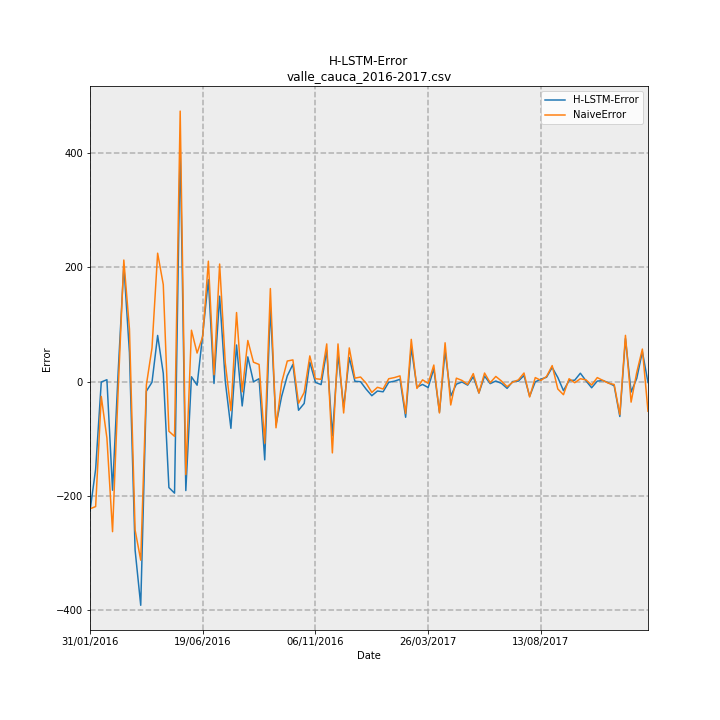 H-LSTM-Error
valle_cauca_2016-2017.csv
H-LSTM-Error
NaiveError
400
200
0
−200
−400
Error
31/01/2016
19/06/2016
06/11/2016
26/03/2017
13/08/2017
Date